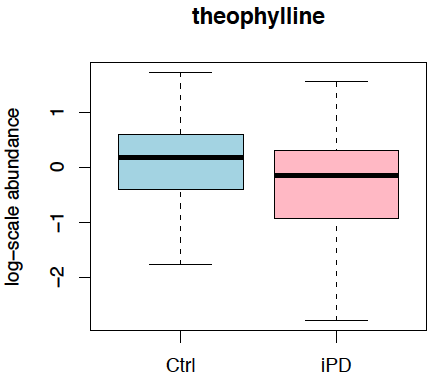 theophylline
log−scale abundance
1
0
−1
−2
Ctrl
iPD